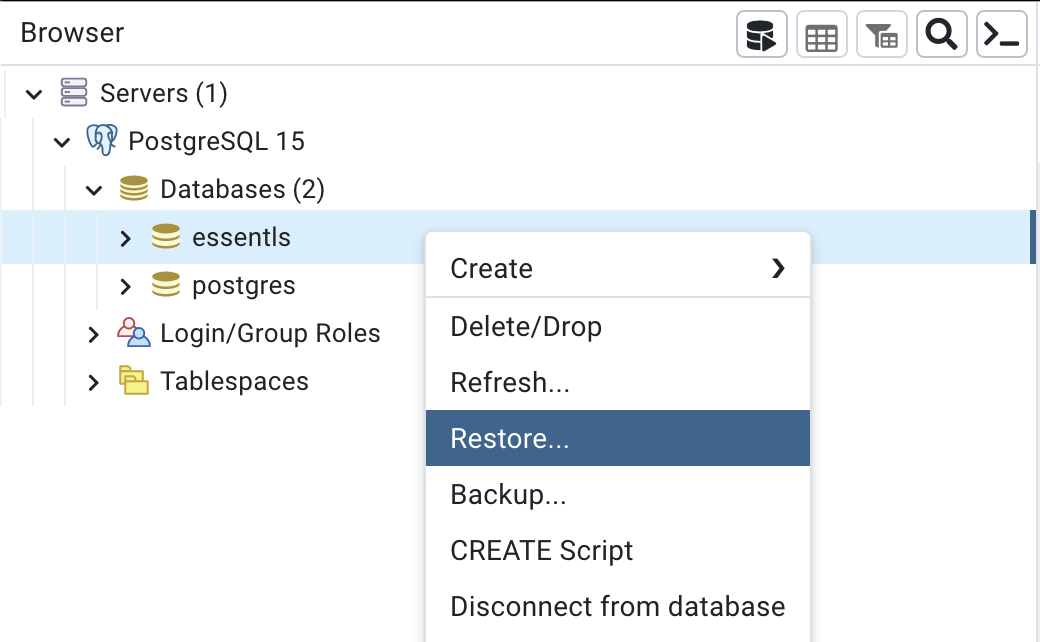 Browser
Servers (1)
PostgreSQL 15
Databases (2)
essentls
postgres
Login/Group Roles
Tablespaces
Create
Delete/Drop
Refresh...
Restore...
Backup...
CREATE Script
Disconnect from database